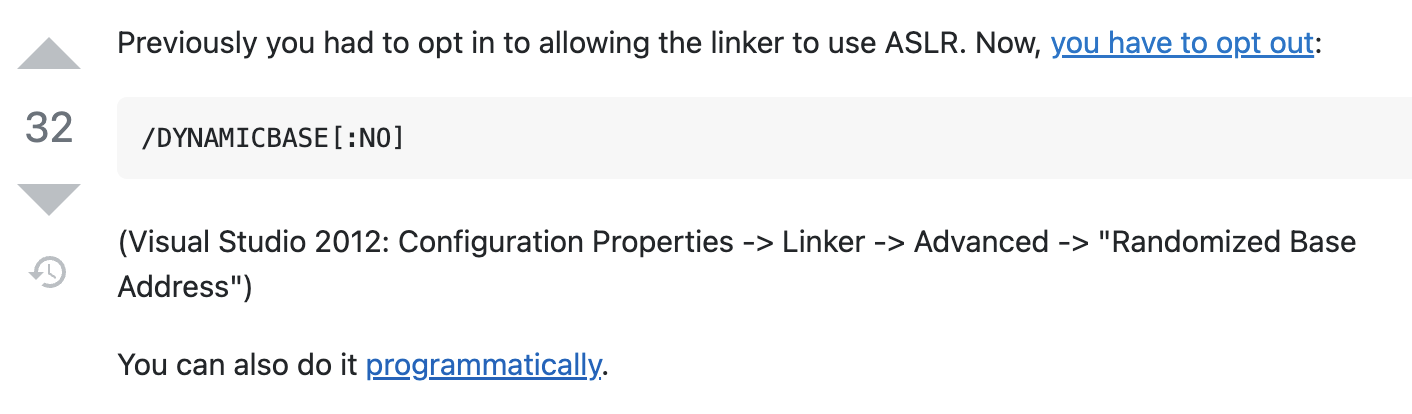 Previously you had to opt in to allowing the linker to use ASLR. Now, you have to opt out:
32
/DYNAMICBASE[:NO]
(Visual Studio 2012: Configuration Properties -> Linker -> Advanced -> "Randomized Base
Address")
You can also do it programmatically.